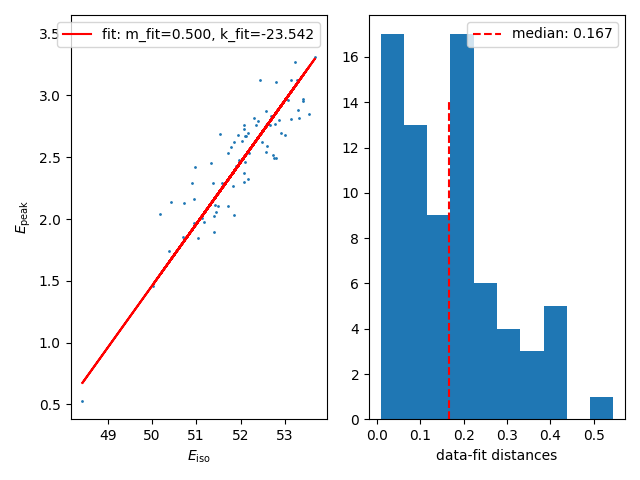 fit: m_fit=0.500, k_fit=-23.542
3.5
3.0
2.5
2.0
1.5
1.0
0.5
E_peak
49 50 51 52 53
E_iso
median: 0.167
16
14
12
10
8
6
4
2
0
0.0 0.1 0.2 0.3 0.4 0.5
data-fit distances